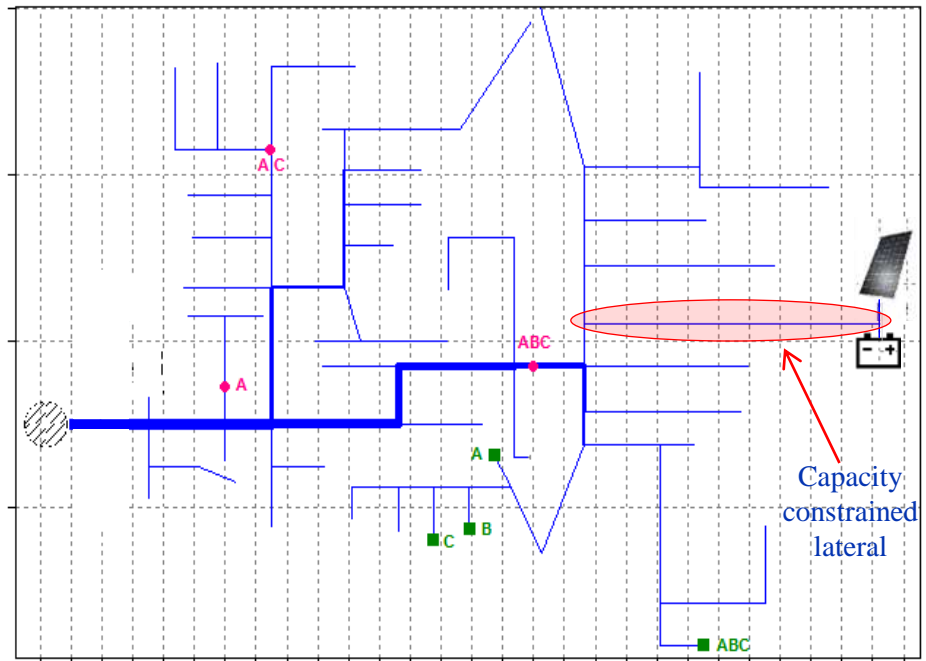 A C
ABC
A
A
B
C
Capacity
constrained
lateral
ABC